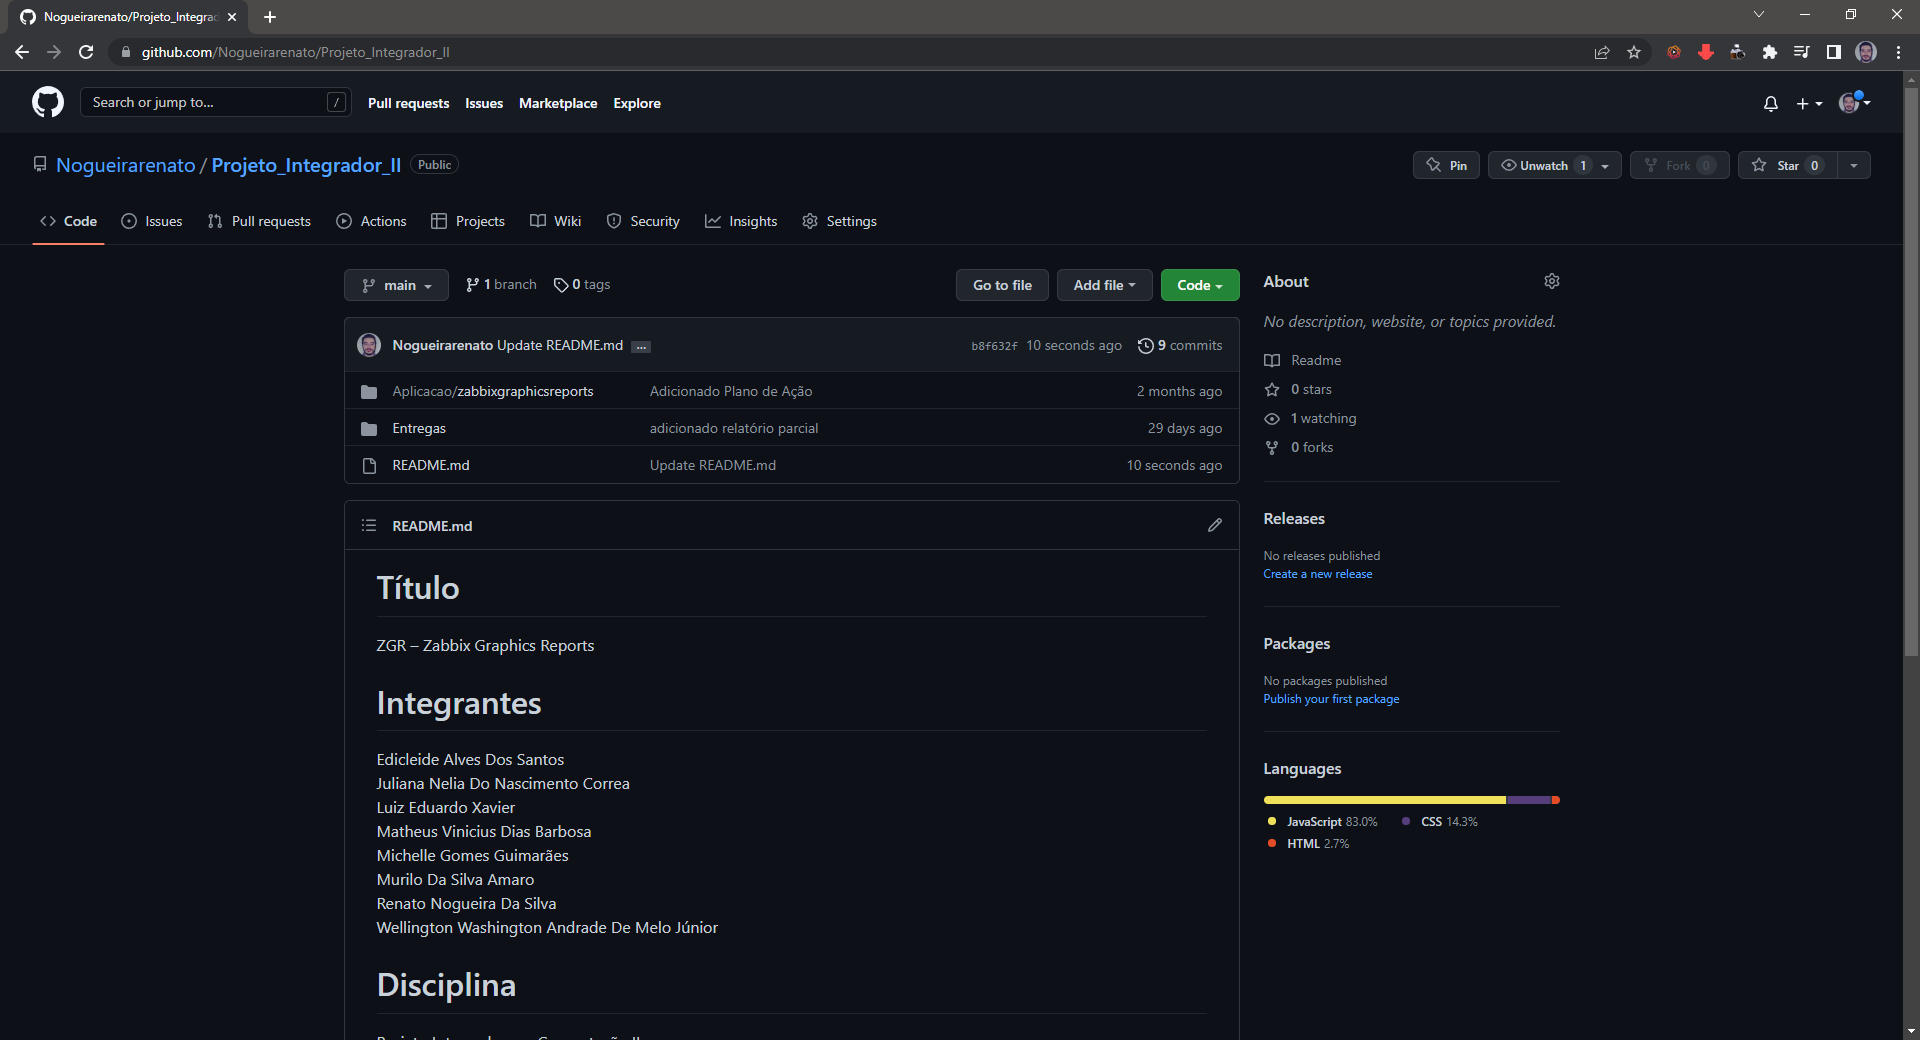 Nogueirarenato/Projeto_Integrad
github.com/Nogueirarenato/Projeto_Integrador_II
Search or jump to... /
Pull requests Issues Marketplace Explore
Nogueirarenato / Projeto_Integrador_II Public
Pin Unwatch 1 Fork 0 Star 0
Code Issues Pull requests Actions Projects Wiki Security Insights Settings
main 1 branch 0 tags Go to file Add file Code
Nogueirarenato Update README.md ... b8f632f 10 seconds ago 9 commits
Aplicacao/zabbixgraphicsreports Adicionado Plano de Ação 2 months ago
Entregas adicionado relatório parcial 29 days ago
README.md Update README.md 10 seconds ago
README.md
Título
ZGR – Zabbix Graphics Reports
Integrantes
Edicleide Alves Dos Santos
Juliana Nelia Do Nascimento Correa
Luiz Eduardo Xavier
Matheus Vinicius Dias Barbosa
Michelle Gomes Guimarães
Murilo Da Silva Amaro
Renato Nogueira Da Silva
Wellington Washington Andrade De Melo Júnior
Disciplina
About
No description, website, or topics provided.
Readme
0 stars
1 watching
0 forks
Releases
No releases published
Create a new release
Packages
No packages published
Publish your first package
Languages
JavaScript 83.0% CSS 14.3%
HTML 2.7%